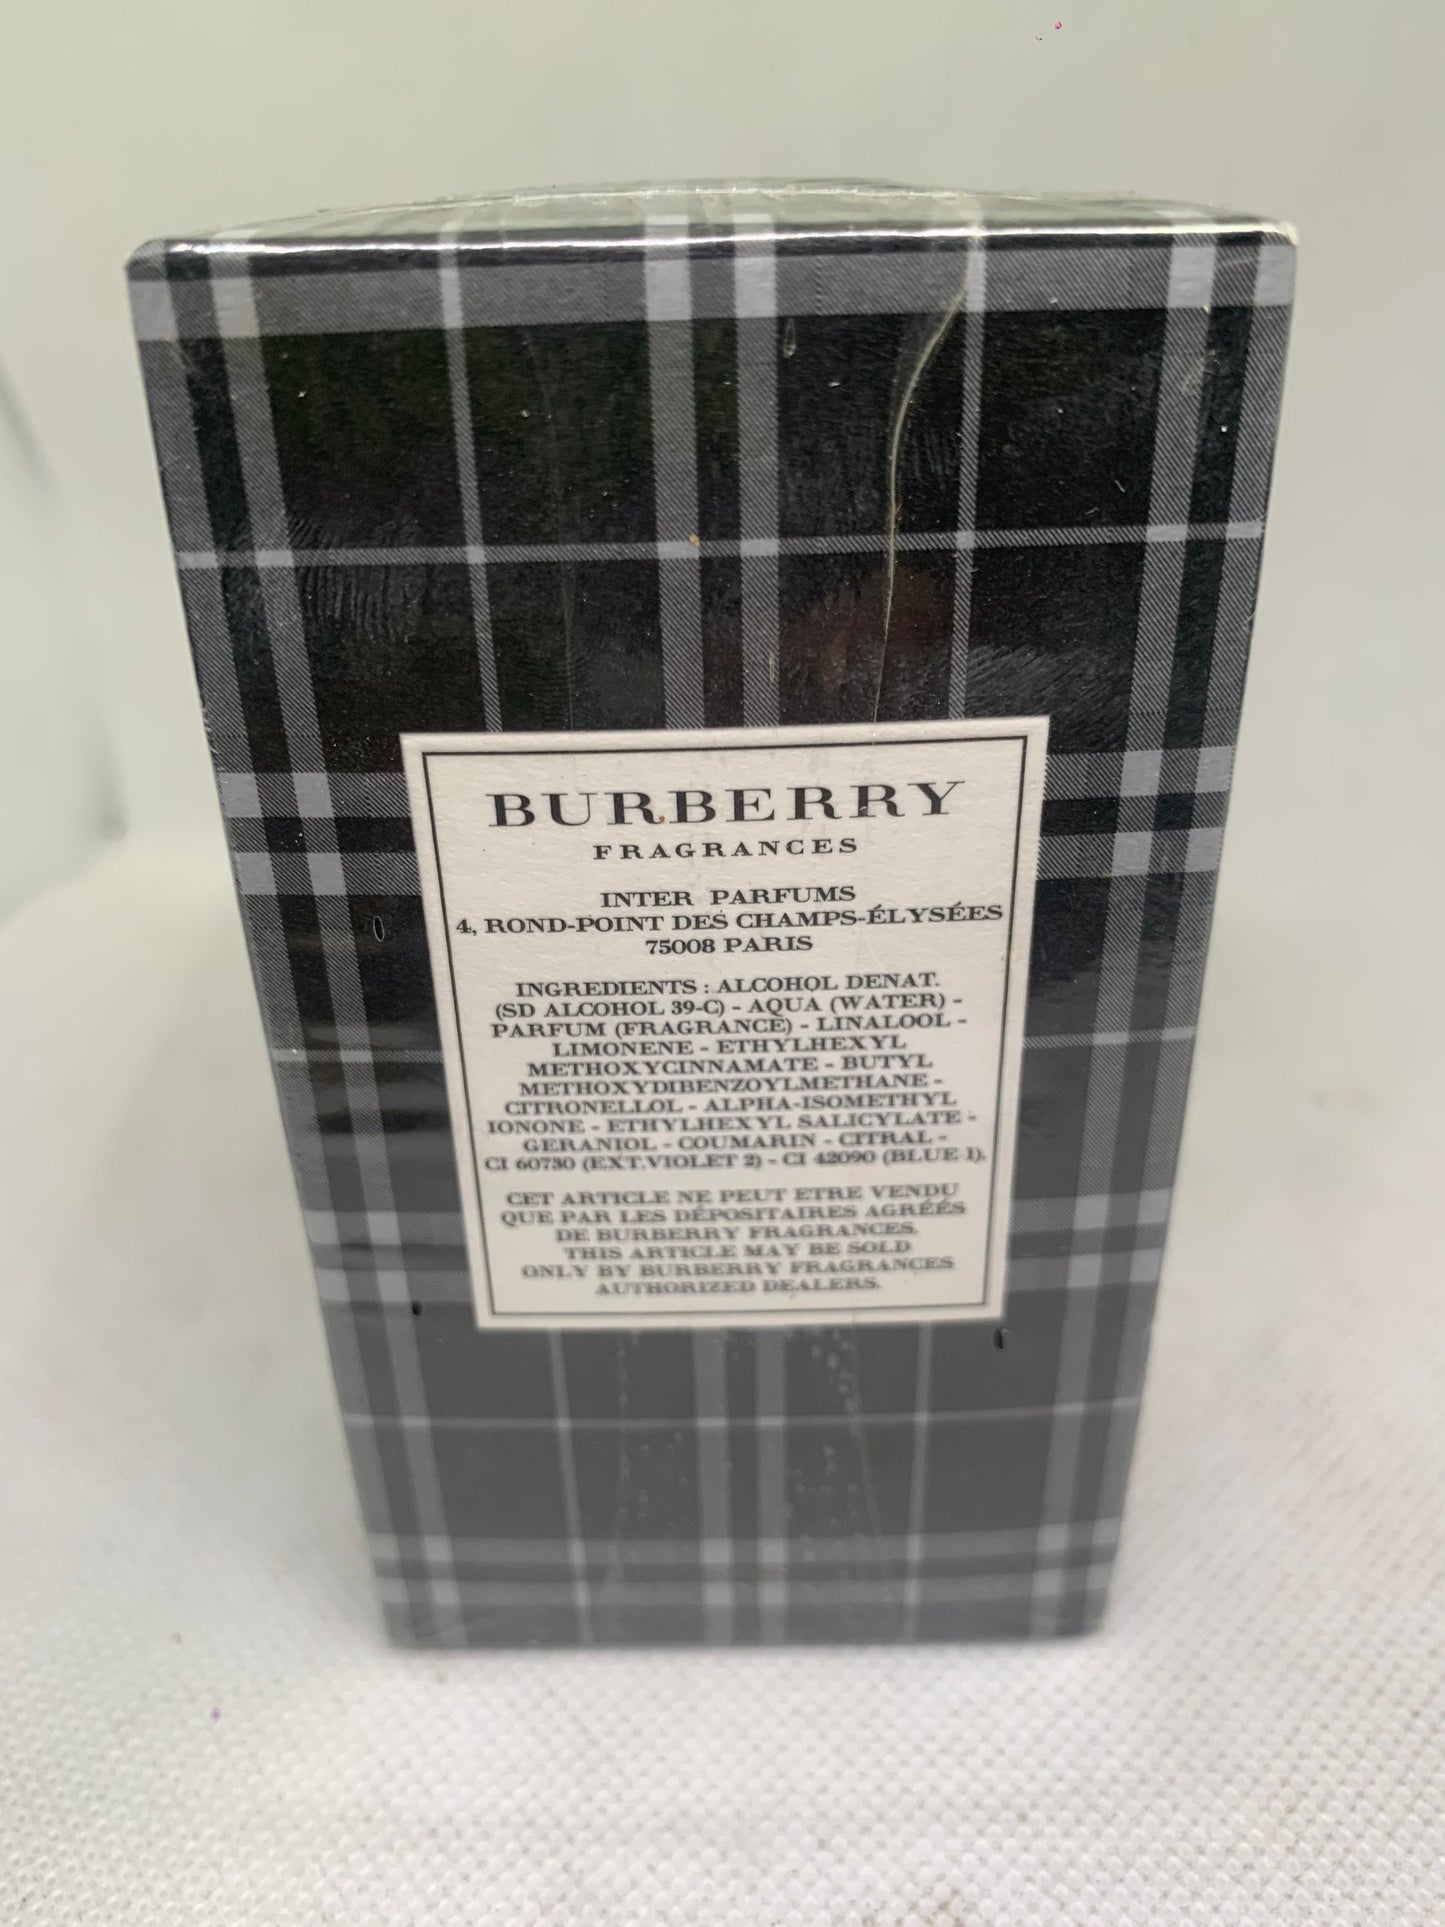 BURBERRY
FRAGRANCES
INTER PARFUMS
4, ROND-POINT DES CHAMPS-ÉLYSÉES
75008 PARIS
INGREDIENTS : ALCOHOL DENAT.
(SD ALCOHOL 39-C) - AQUA (WATER) -
PARFUM (FRAGRANCE) - LINALOOL -
LIMONENE - ETHYLHEXYL
METHOXYCINNAMATE - BUTYL
METHOXYDIBENZOYLMETHANE -
CITRONELLOL - ALPHA-ISOMETHYL
IONONE - ETHYLHEXYL SALICYLATE -
GERANIOL - COUMARIN - CITRAL -
CI 60730 (EXT.VIOLET 2) - CI 42090 (BLUE 1).
CET ARTICLE NE PEUT ETRE VENDU
QUE PAR LES DÉPOSITAIRES AGRÉÉS
DE BURBERRY FRAGRANCES.
THIS ARTICLE MAY BE SOLD
ONLY BY BURBERRY FRAGRANCES
AUTHORIZED DEALERS.